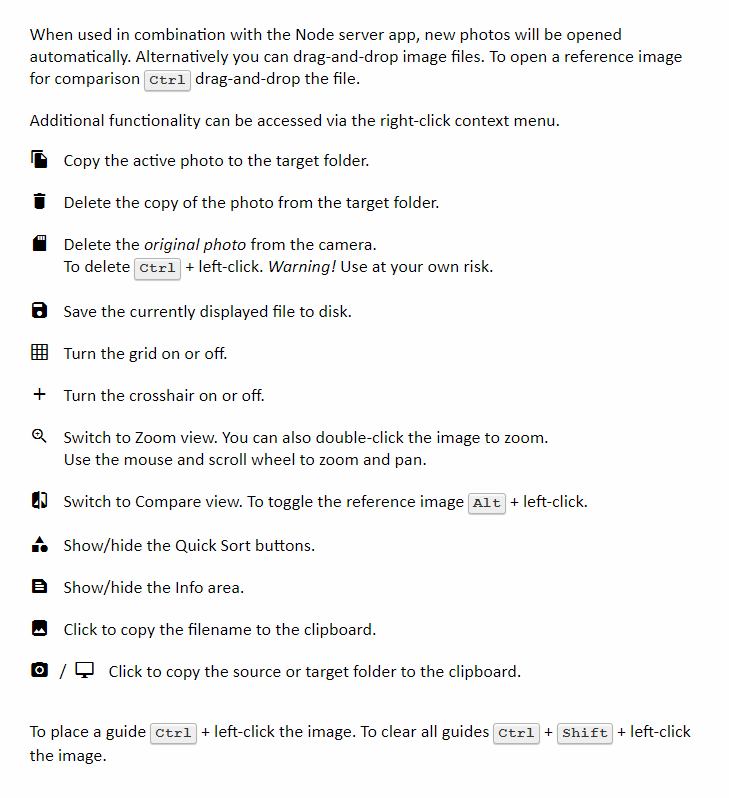 When used in combination with the Node server app, new photos will be opened
automatically. Alternatively you can drag-and-drop image files. To open a reference image
for comparison Ctrl drag-and-drop the file.
Additional functionality can be accessed via the right-click context menu.
Copy the active photo to the target folder.
Delete the copy of the photo from the target folder.
Delete the original photo from the camera.
To delete Ctrl + left-click. Warning! Use at your own risk.
Save the currently displayed file to disk.
Turn the grid on or off.
Turn the crosshair on or off.
Switch to Zoom view. You can also double-click the image to zoom.
Use the mouse and scroll wheel to zoom and pan.
Switch to Compare view. To toggle the reference image Alt + left-click.
Show/hide the Quick Sort buttons.
Show/hide the Info area.
Click to copy the filename to the clipboard.
/ Click to copy the source or target folder to the clipboard.
To place a guide Ctrl + left-click the image. To clear all guides Ctrl + Shift + left-click
the image.